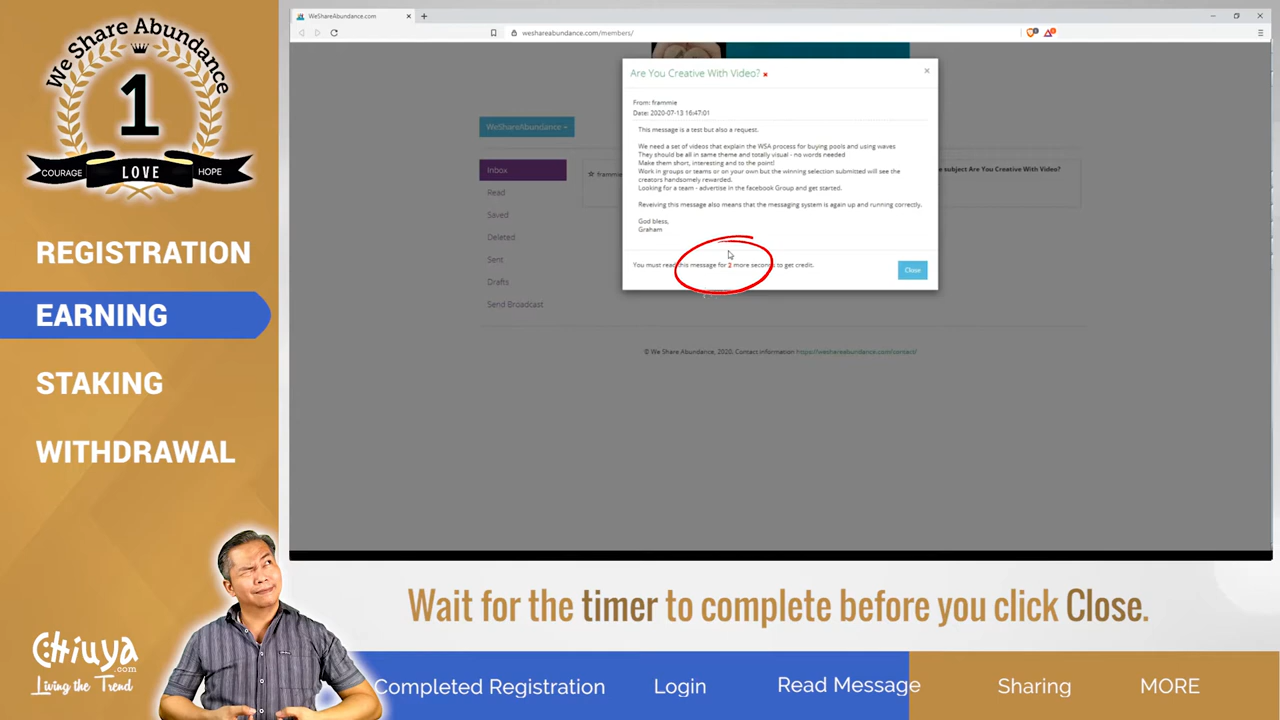 We Share Abundance
1
COURAGE
LOVE
HOPE
REGISTRATION
EARNING
STAKING
WITHDRAWAL
Chiuya
.com
Living the Trend
WeShareAbundance.com
weshareabundance.com/members/
WeShareAbundance
Inbox
Read
Saved
Deleted
Sent
Drafts
Send Broadcast
frammie
e subject Are You Creative With Video?
Are You Creative With Video?
From: frammie
Date: 2020-07-13 16:47:01
This message is a test but also a request.
We need a set of videos that explain the WSA process for buying pools and using waves
They should be all in same theme and totally visual - no words needed
Make them short, interesting and to the point!
Work in groups or teams or on your own but the winning selection submitted will see the
creators handsomely rewarded.
Looking for a team - advertise in the facebook Group and get started.
Reveiving this message also means that the messaging system is again up and running correctly.
God bless,
Graham
You must read this message for 2 more seconds to get credit.
Close
© We Share Abundance, 2020, Contact information https://weshareabundance.com/contact/
Wait for the timer to complete before you click Close.
Completed Registration
Login
Read Message
Sharing
MORE